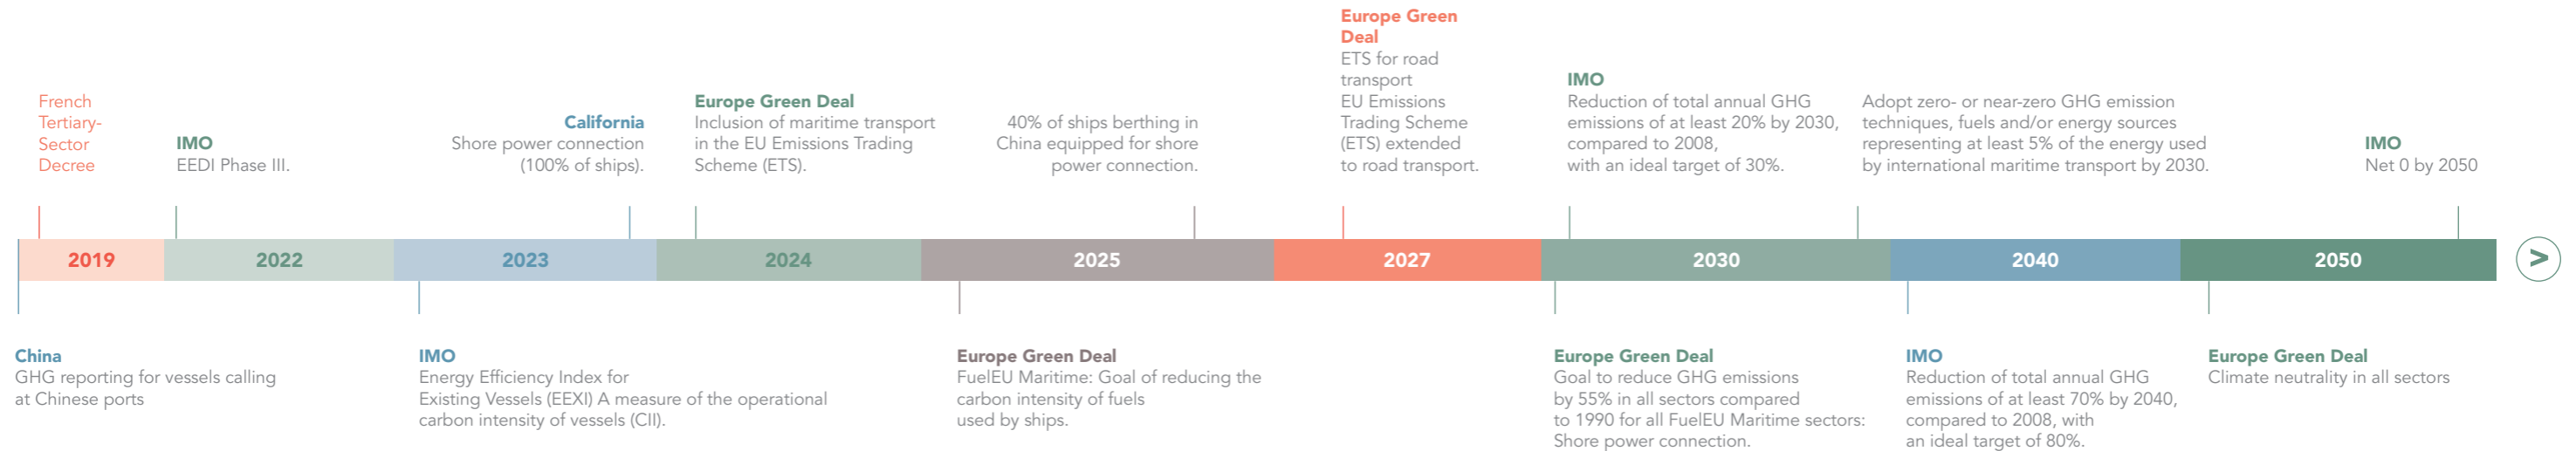 French
Tertiary-
Sector
Decree
IMO
EEDI Phase III.
California
Shore power connection
(100% of ships).
Europe Green Deal
Inclusion of maritime transport
in the EU Emissions Trading
Scheme (ETS).
40% of ships berthing in
China equipped for shore
power connection.
Europe Green
Deal
ETS for road
transport
EU Emissions
Trading Scheme
(ETS) extended
to road transport.
IMO
Reduction of total annual GHG
emissions of at least 20% by 2030,
compared to 2008,
with an ideal target of 30%.
Adopt zero- or near-zero GHG emission
techniques, fuels and/or energy sources
representing at least 5% of the energy used
by international maritime transport by 2030.
IMO
Net 0 by 2050
2019
2022
2023
2024
2025
2027
2030
2040
2050
>
China
GHG reporting for vessels calling
at Chinese ports
IMO
Energy Efficiency Index for
Existing Vessels (EEXI) A measure of the operational
carbon intensity of vessels (CII).
Europe Green Deal
FuelEU Maritime: Goal of reducing the
carbon intensity of fuels
used by ships.
Europe Green Deal
Goal to reduce GHG emissions
by 55% in all sectors compared
to 1990 for all FuelEU Maritime sectors:
Shore power connection.
IMO
Reduction of total annual GHG
emissions of at least 70% by 2040,
compared to 2008, with
an ideal target of 80%.
Europe Green Deal
Climate neutrality in all sectors